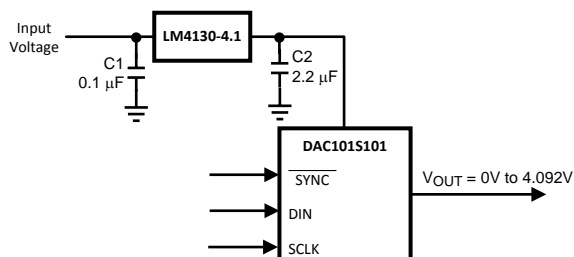 Input
Voltage
LM4130-4.1
C1
0.1 μF
C2
2.2 μF
DAC101S101
SYNC
DIN
SCLK
VOUT = 0V to 4.092V